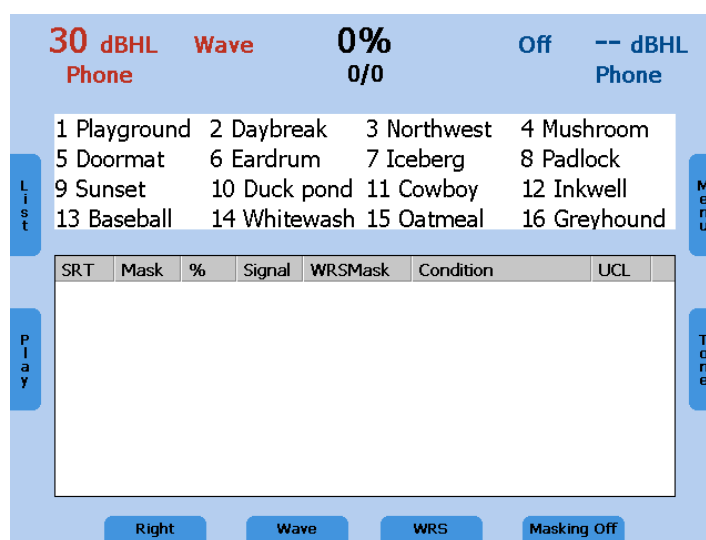 30 dBHL Wave 0% Off -- dBHL
Phone 0/0 Phone
1 Playground 2 Daybreak 3 Northwest 4 Mushroom
5 Doormat 6 Eardrum 7 Iceberg 8 Padlock
9 Sunset 10 Duck pond 11 Cowboy 12 Inkwell
13 Baseball 14 Whitewash 15 Oatmeal 16 Greyhound
List
Menu
SRT Mask % Signal WRSMask Condition UCL
Play
Tone
Right Wave WRS Masking Off